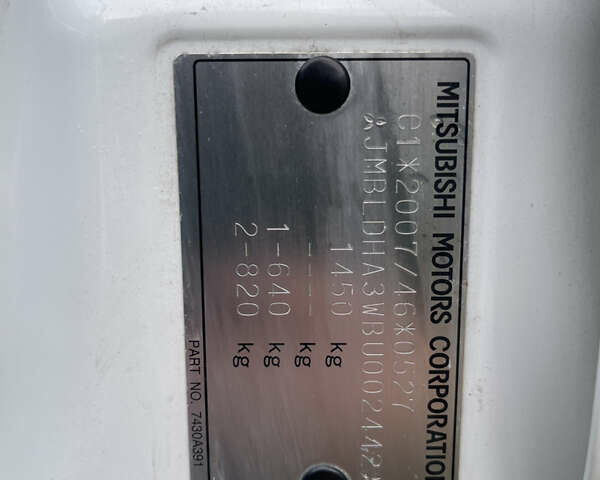 MITSUBISHI MOTORS CORPORATION
G1*2007/46*0527
JMBLDHA3WBU002442
1450 kg
---- kg
1-640 kg
2-820 kg
PART NO. 7430A391